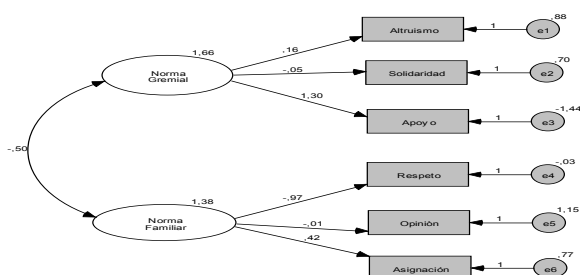 ,88
1,66
Altruismo
1
e1
,16
Norma
Gremial
-,05
,70
Solidaridad
1
e2
1,30
-1,44
Apoyo
1
e3
-,50
-,03
Respeto
1
e4
-,97
1,38
Norma
Familiar
-,01
1,15
Opinión
1
e5
,42
,77
Asignación
1
e6